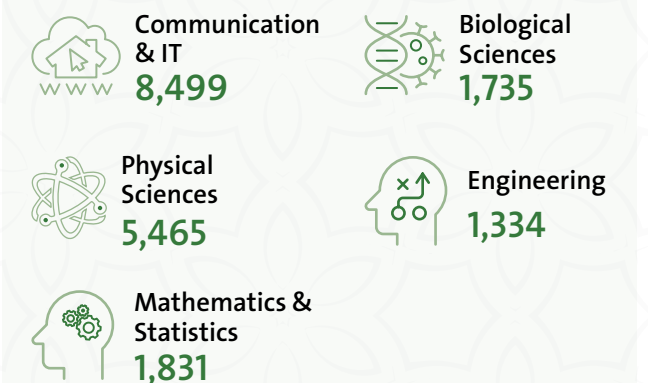 Communication
& IT
8,499
WWW
Biological
Sciences
1,735
Physical
Sciences
5,465
x
Engineering
1,334
Mathematics &
Statistics
1,831